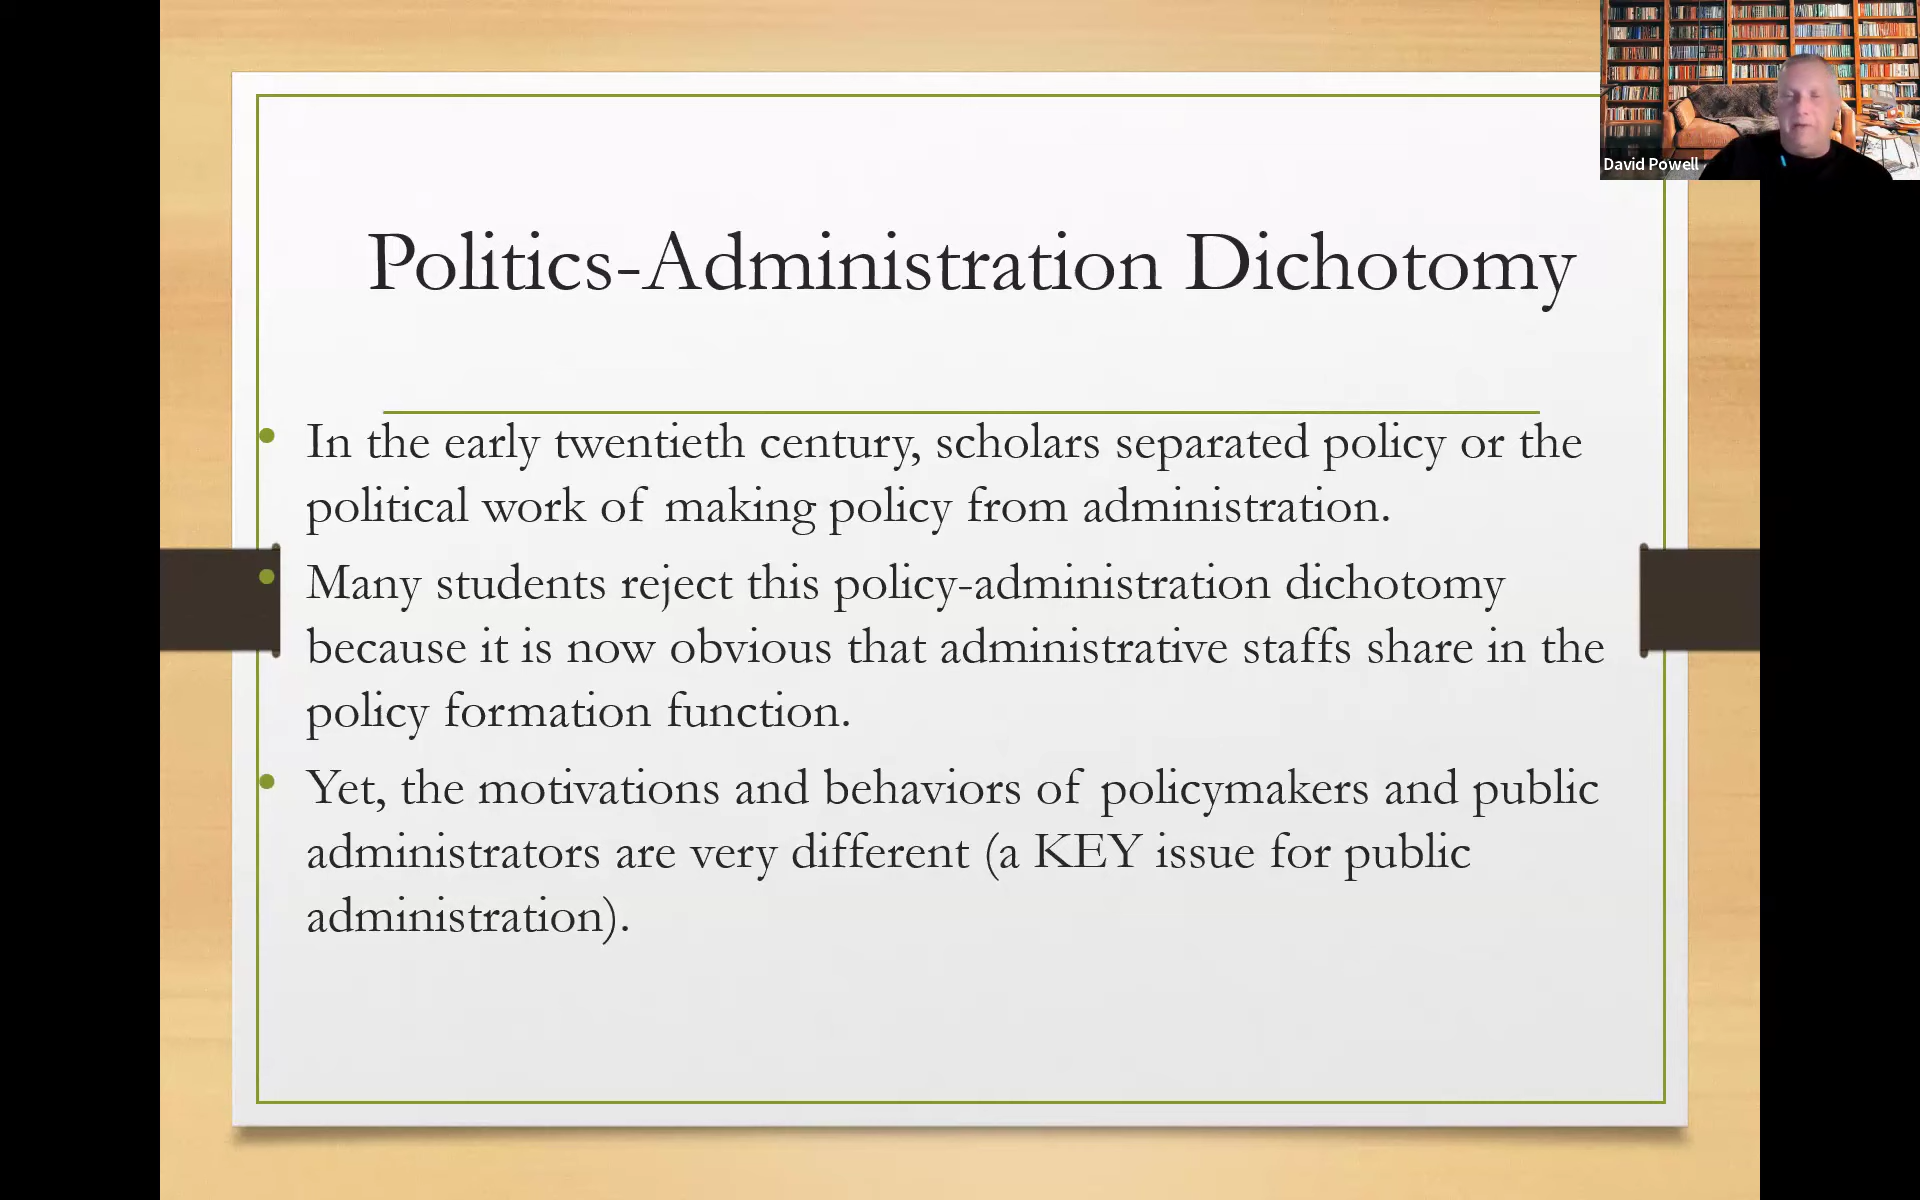 David Powell
Politics-Administration Dichotomy
• In the early twentieth century, scholars separated policy or the
political work of making policy from administration.
• Many students reject this policy-administration dichotomy
because it is now obvious that administrative staffs share in the
policy formation function.
• Yet, the motivations and behaviors of policymakers and public
administrators are very different (a KEY issue for public
administration).